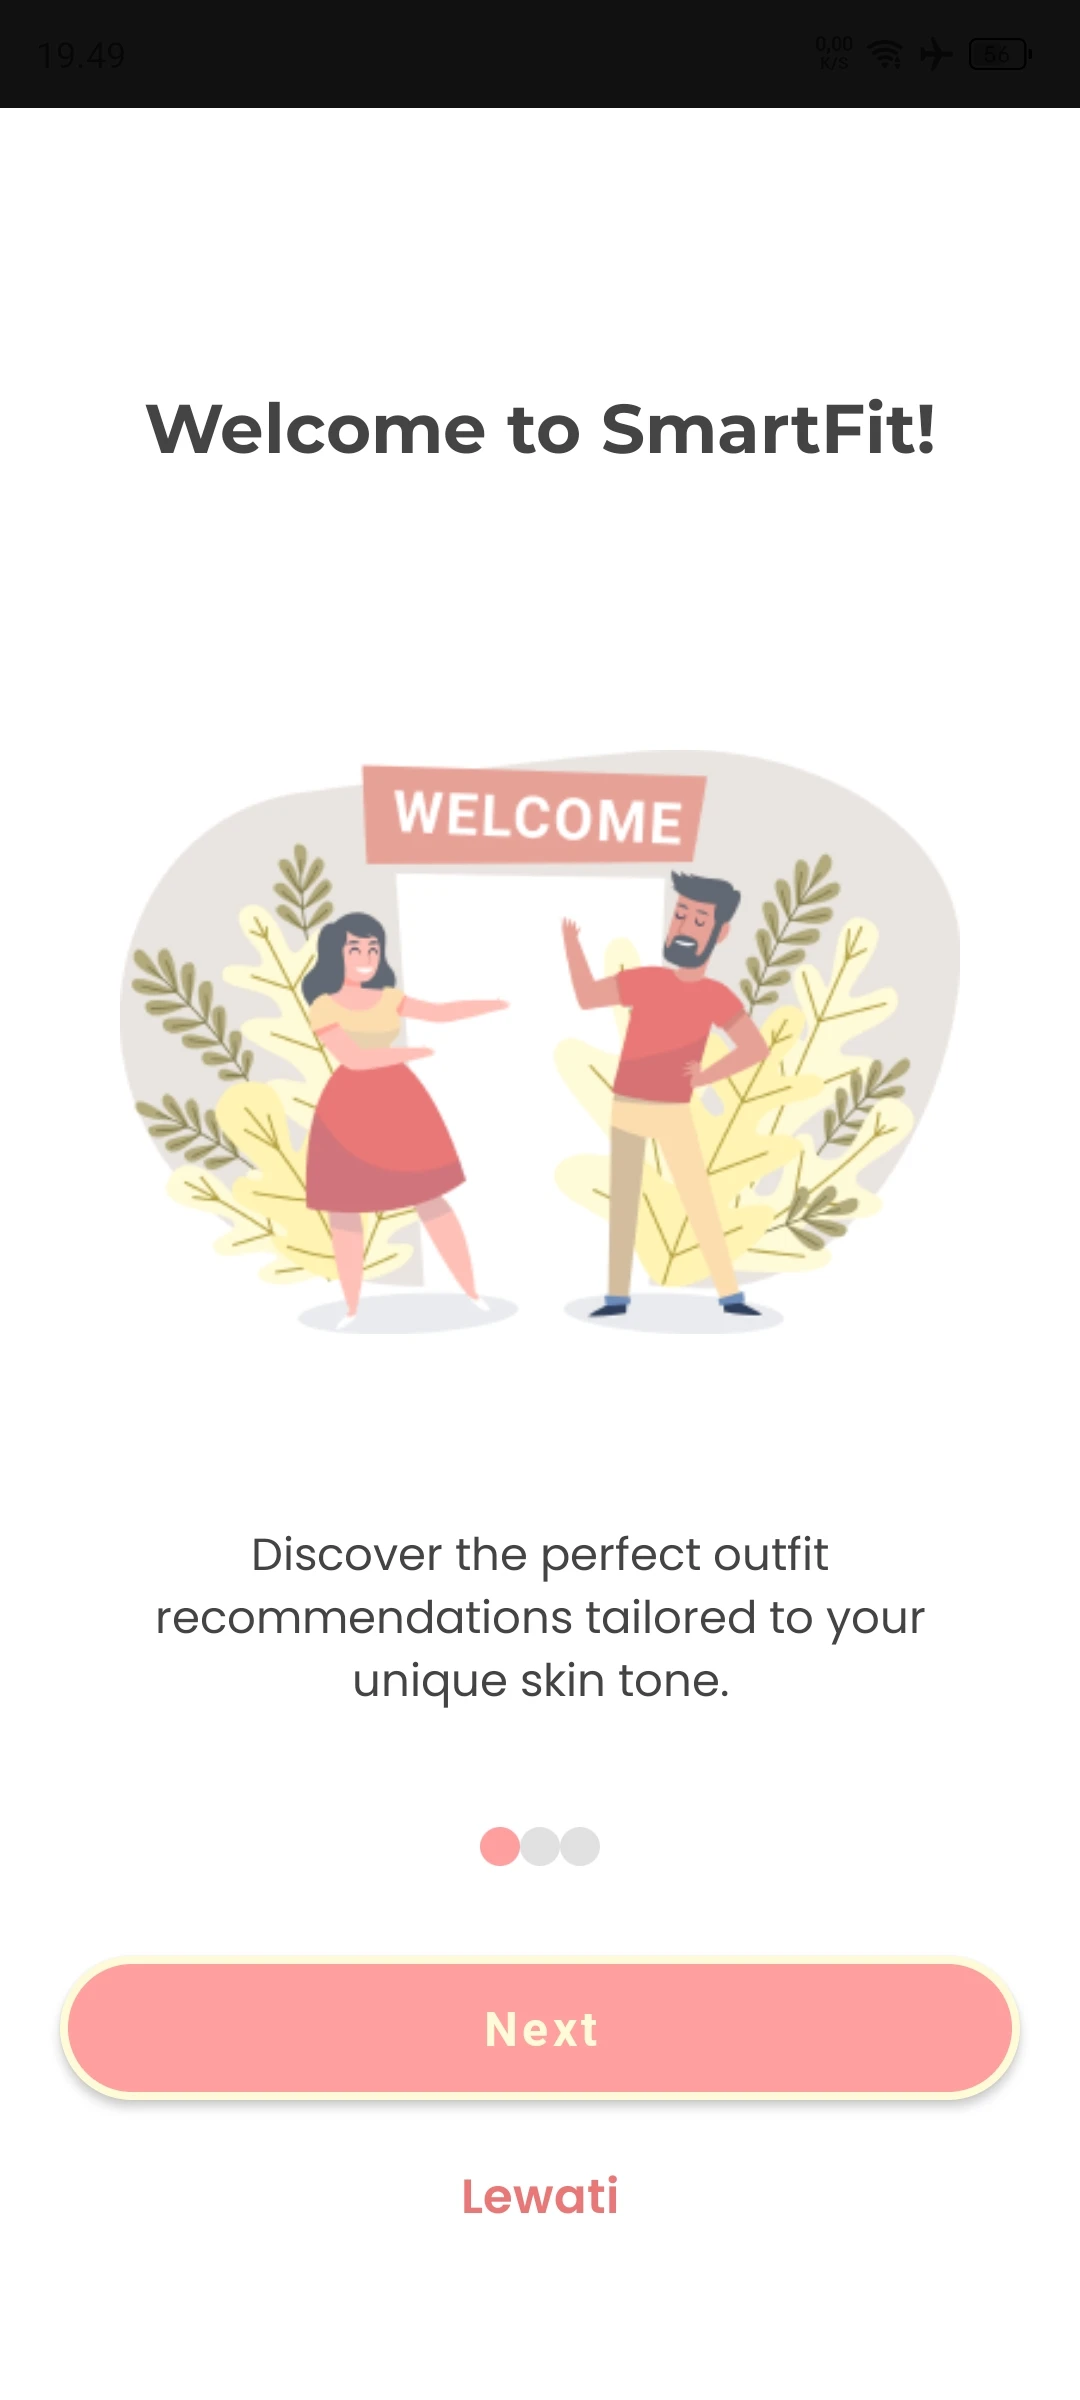 19.49
0,00
K/S
56
Welcome to SmartFit!
WELCOME
Discover the perfect outfit
recommendations tailored to your
unique skin tone.
Next
Lewati